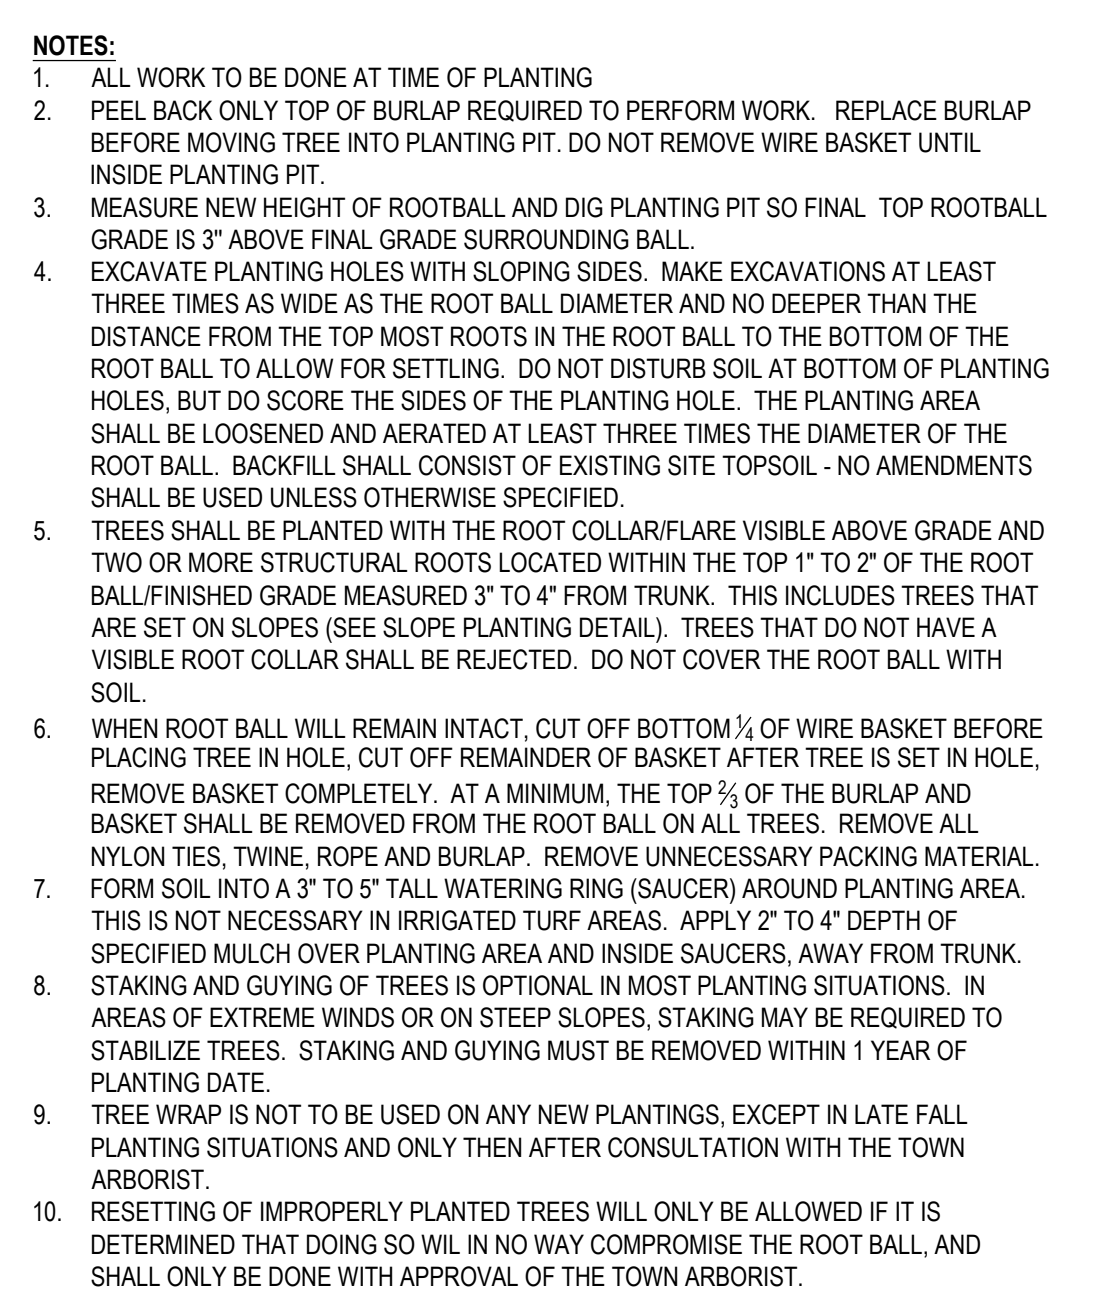 NOTES:
1. ALL WORK TO BE DONE AT TIME OF PLANTING
2. PEEL BACK ONLY TOP OF BURLAP REQUIRED TO PERFORM WORK. REPLACE BURLAP
BEFORE MOVING TREE INTO PLANTING PIT. DO NOT REMOVE WIRE BASKET UNTIL
INSIDE PLANTING PIT.
3. MEASURE NEW HEIGHT OF ROOTBALL AND DIG PLANTING PIT SO FINAL TOP ROOTBALL
GRADE IS 3" ABOVE FINAL GRADE SURROUNDING BALL.
4. EXCAVATE PLANTING HOLES WITH SLOPING SIDES. MAKE EXCAVATIONS AT LEAST
THREE TIMES AS WIDE AS THE ROOT BALL DIAMETER AND NO DEEPER THAN THE
DISTANCE FROM THE TOP MOST ROOTS IN THE ROOT BALL TO THE BOTTOM OF THE
ROOT BALL TO ALLOW FOR SETTLING. DO NOT DISTURB SOIL AT BOTTOM OF PLANTING
HOLES, BUT DO SCORE THE SIDES OF THE PLANTING HOLE. THE PLANTING AREA
SHALL BE LOOSENED AND AERATED AT LEAST THREE TIMES THE DIAMETER OF THE
ROOT BALL. BACKFILL SHALL CONSIST OF EXISTING SITE TOPSOIL - NO AMENDMENTS
SHALL BE USED UNLESS OTHERWISE SPECIFIED.
5. TREES SHALL BE PLANTED WITH THE ROOT COLLAR/FLARE VISIBLE ABOVE GRADE AND
TWO OR MORE STRUCTURAL ROOTS LOCATED WITHIN THE TOP 1" TO 2" OF THE ROOT
BALL/FINISHED GRADE MEASURED 3" TO 4" FROM TRUNK. THIS INCLUDES TREES THAT
ARE SET ON SLOPES (SEE SLOPE PLANTING DETAIL). TREES THAT DO NOT HAVE A
VISIBLE ROOT COLLAR SHALL BE REJECTED. DO NOT COVER THE ROOT BALL WITH
SOIL.
6. WHEN ROOT BALL WILL REMAIN INTACT, CUT OFF BOTTOM ¼ OF WIRE BASKET BEFORE
PLACING TREE IN HOLE, CUT OFF REMAINDER OF BASKET AFTER TREE IS SET IN HOLE,
REMOVE BASKET COMPLETELY. AT A MINIMUM, THE TOP ⅔ OF THE BURLAP AND
BASKET SHALL BE REMOVED FROM THE ROOT BALL ON ALL TREES. REMOVE ALL
NYLON TIES, TWINE, ROPE AND BURLAP. REMOVE UNNECESSARY PACKING MATERIAL.
7. FORM SOIL INTO A 3" TO 5" TALL WATERING RING (SAUCER) AROUND PLANTING AREA.
THIS IS NOT NECESSARY IN IRRIGATED TURF AREAS. APPLY 2" TO 4" DEPTH OF
SPECIFIED MULCH OVER PLANTING AREA AND INSIDE SAUCERS, AWAY FROM TRUNK.
8. STAKING AND GUYING OF TREES IS OPTIONAL IN MOST PLANTING SITUATIONS. IN
AREAS OF EXTREME WINDS OR ON STEEP SLOPES, STAKING MAY BE REQUIRED TO
STABILIZE TREES. STAKING AND GUYING MUST BE REMOVED WITHIN 1 YEAR OF
PLANTING DATE.
9. TREE WRAP IS NOT TO BE USED ON ANY NEW PLANTINGS, EXCEPT IN LATE FALL
PLANTING SITUATIONS AND ONLY THEN AFTER CONSULTATION WITH THE TOWN
ARBORIST.
10. RESETTING OF IMPROPERLY PLANTED TREES WILL ONLY BE ALLOWED IF IT IS
DETERMINED THAT DOING SO WIL IN NO WAY COMPROMISE THE ROOT BALL, AND
SHALL ONLY BE DONE WITH APPROVAL OF THE TOWN ARBORIST.